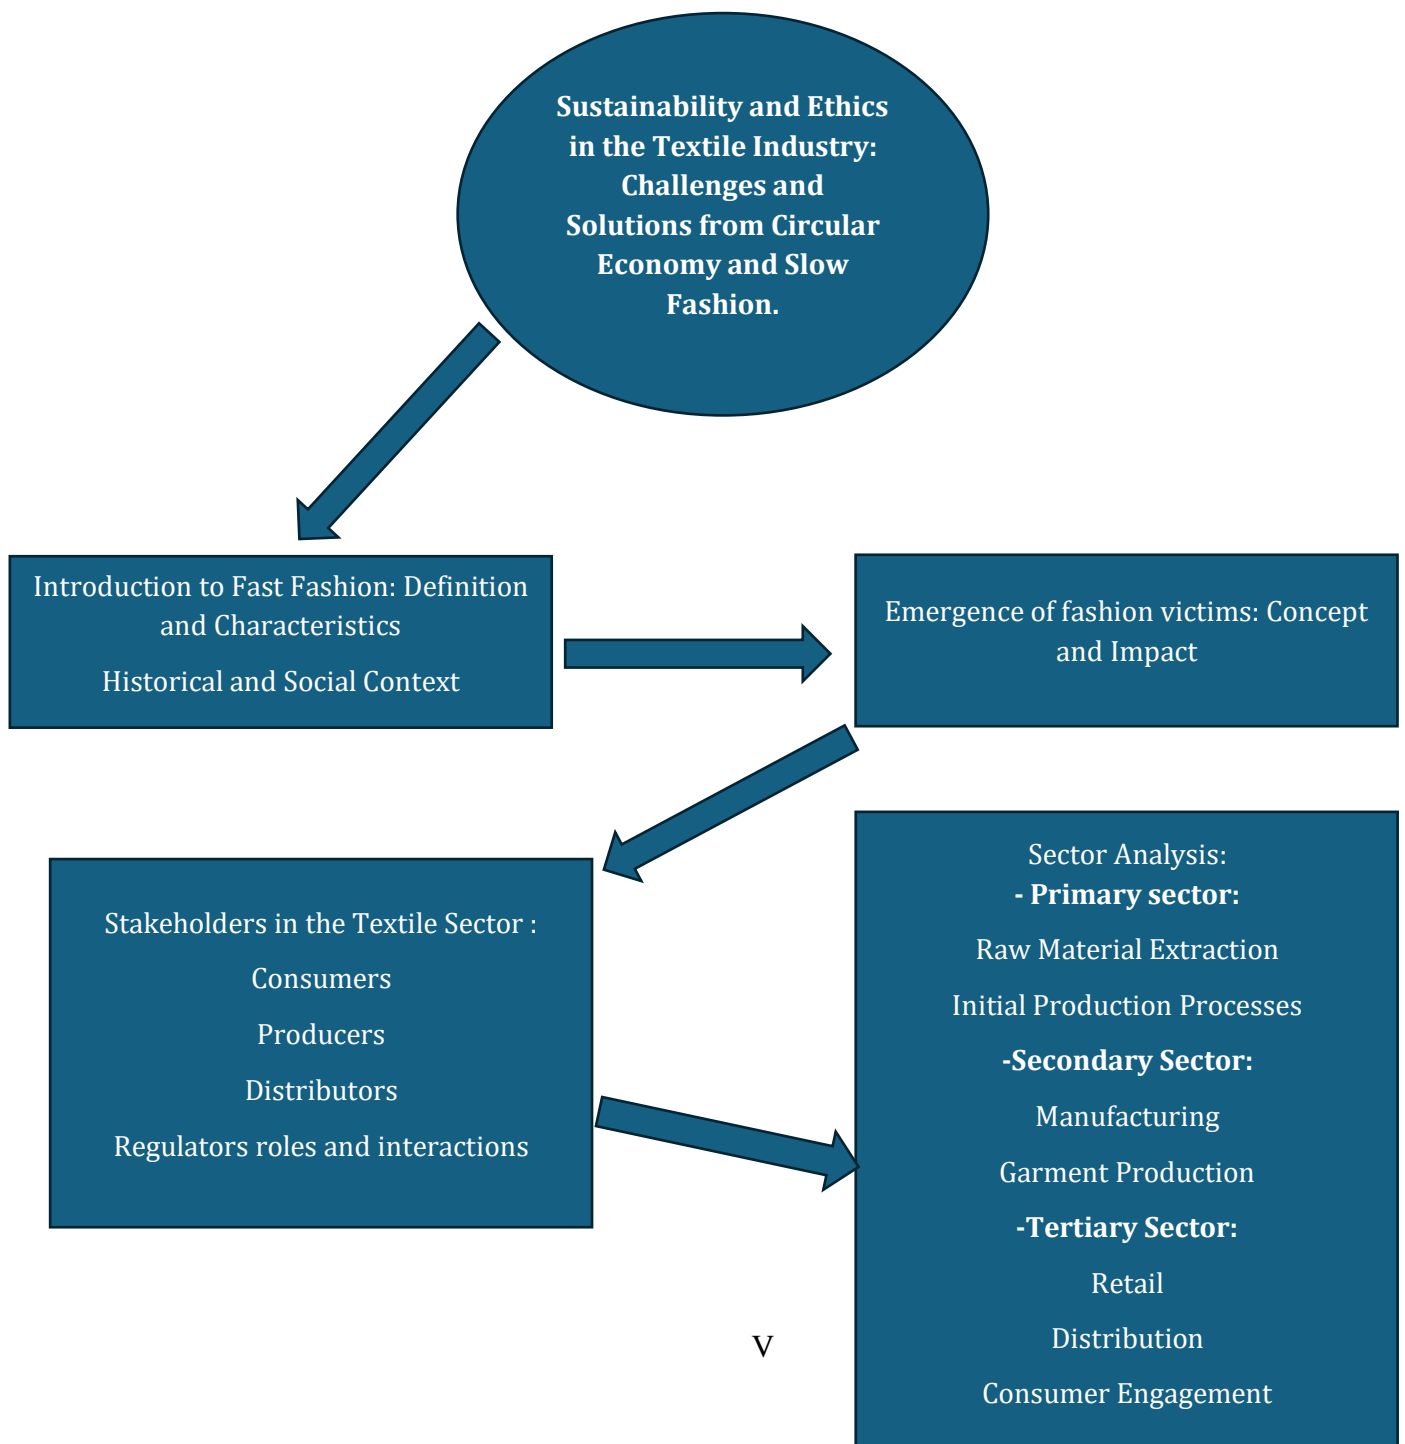 Sustainability and Ethics
in the Textile Industry:
Challenges and
Solutions from Circular
Economy and Slow
Fashion.
Introduction to Fast Fashion: Definition
and Characteristics
Historical and Social Context
Emergence of fashion victims: Concept
and Impact
Stakeholders in the Textile Sector :
Consumers
Producers
Distributors
Regulators roles and interactions
Sector Analysis:
- Primary sector:
Raw Material Extraction
Initial Production Processes
-Secondary Sector:
Manufacturing
Garment Production
-Tertiary Sector:
Retail
Distribution
Consumer Engagement
V